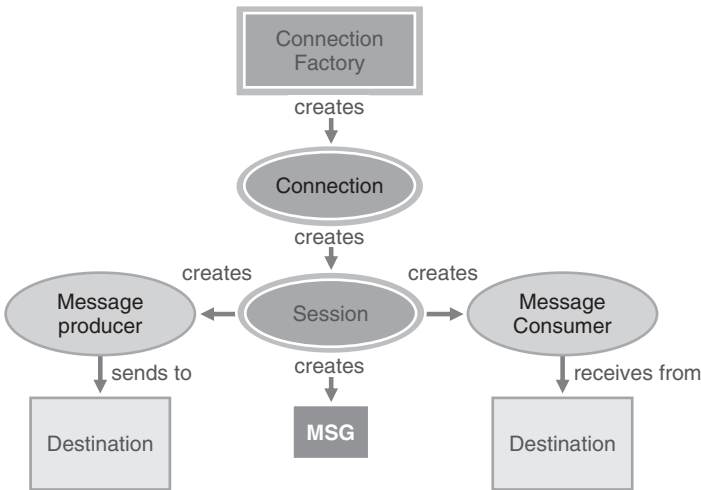 Connection
Factory
creates
Connection
creates
creates
creates
Message
producer
Session
Message
Consumer
sends to
creates
receives from
Destination
MSG
Destination